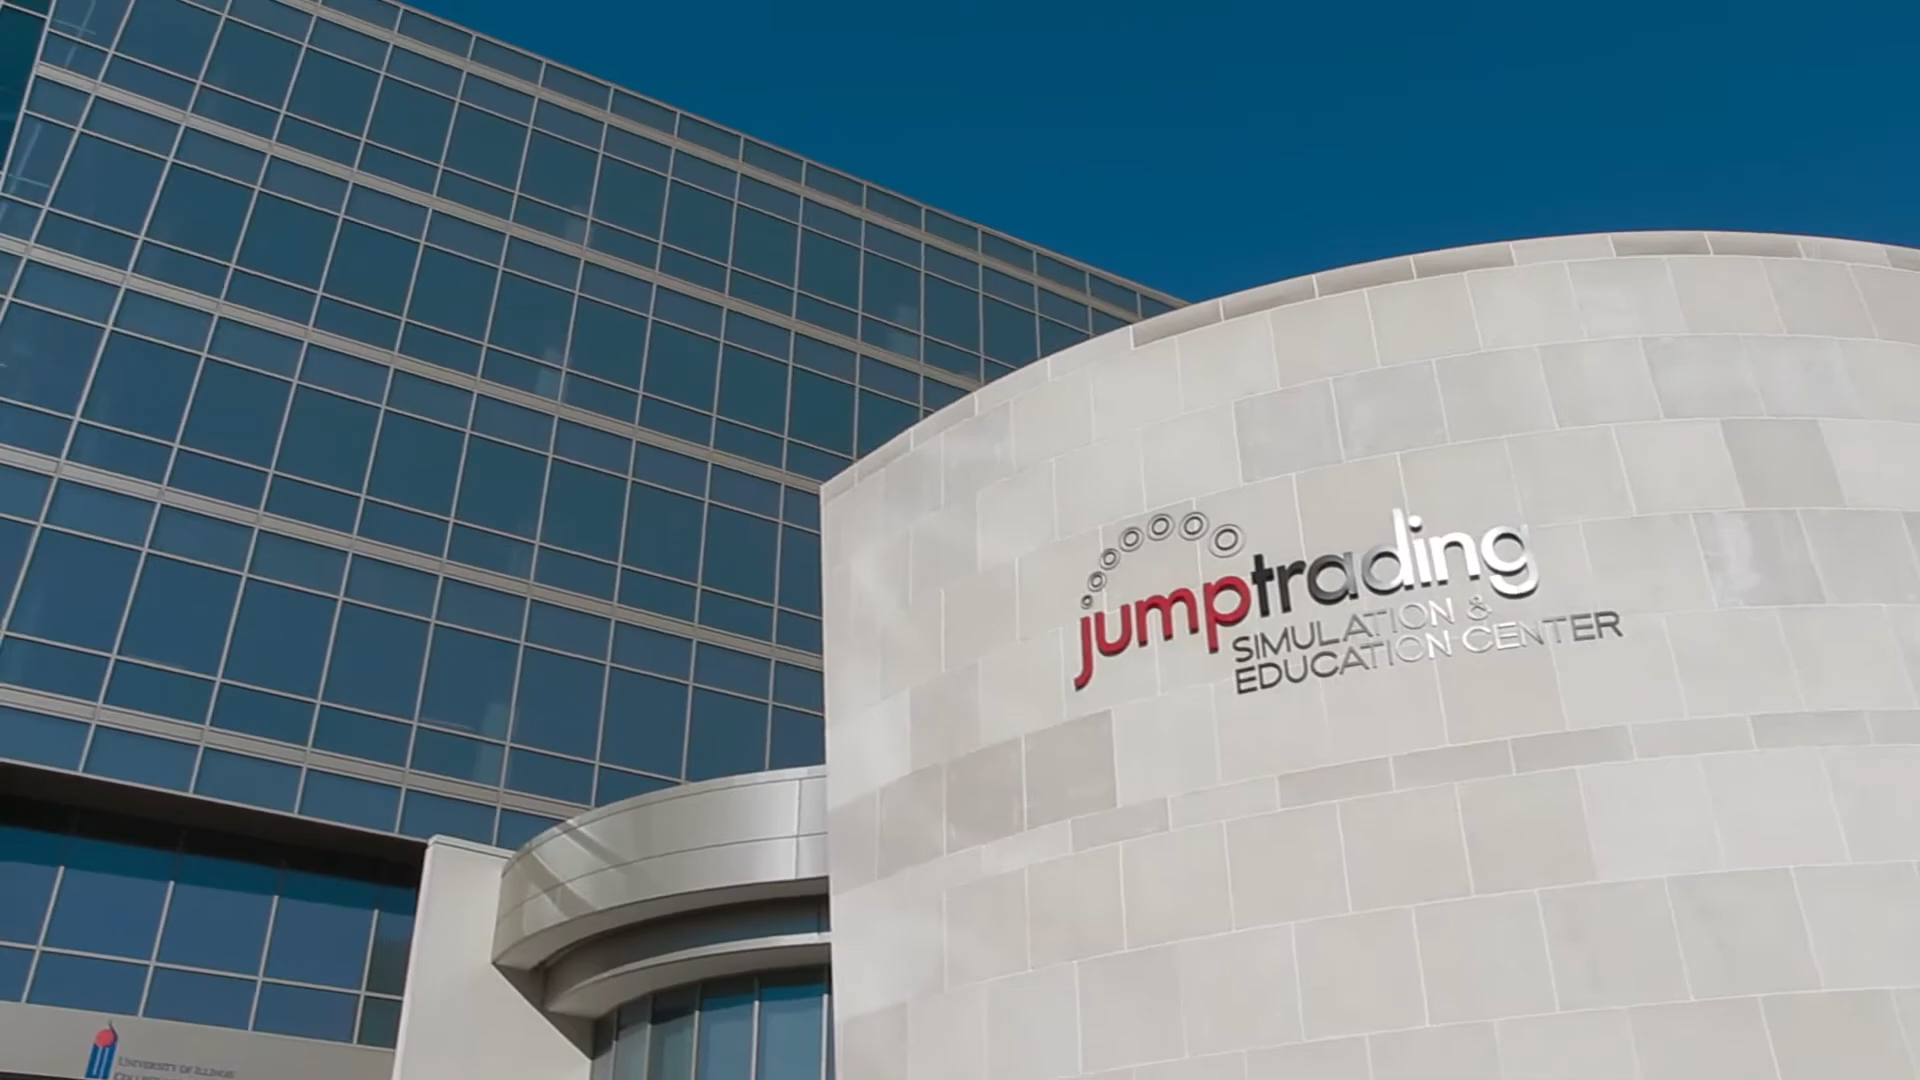 jumptrading
SIMULATION &
EDUCATION CENTER
UNIVERSITY OF ILLINOIS